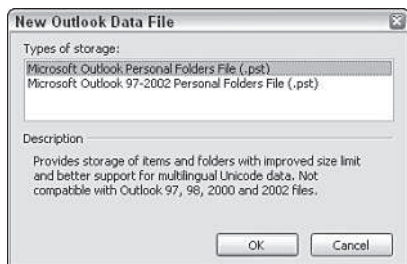 New Outlook Data File
Types of storage:
Microsoft Outlook Personal Folders File (.pst)
Microsoft Outlook 97-2002 Personal Folders File (.pst)
Description
Provides storage of items and folders with improved size limit
and better support for multilingual Unicode data. Not
compatible with Outlook 97, 98, 2000 and 2002 files.
OK
Cancel